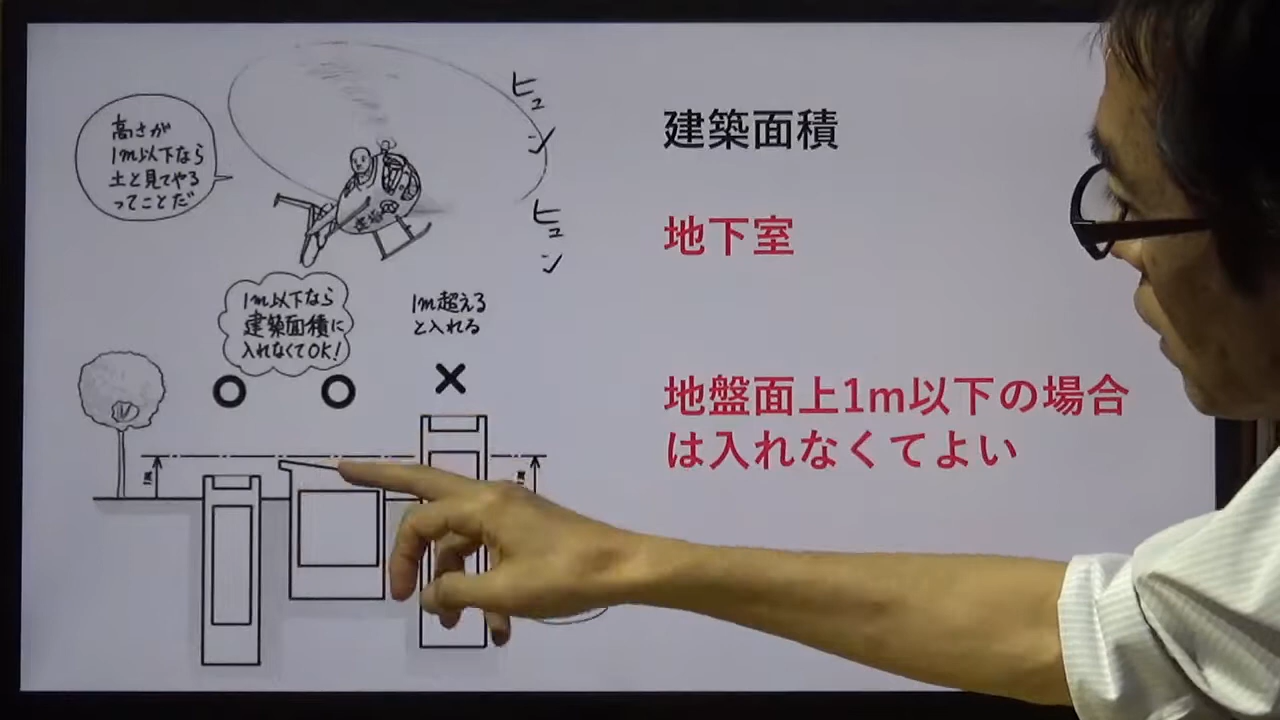 高さが
1m以下なら
土と見てやる
ってことだ
ヒュン
ヒュン
1m以下なら
建築面積に
入れなくてOK!
1m超える
と入れる
1m
建築面積
地下室
地盤面上1m以下の場合
は入れなくてよい